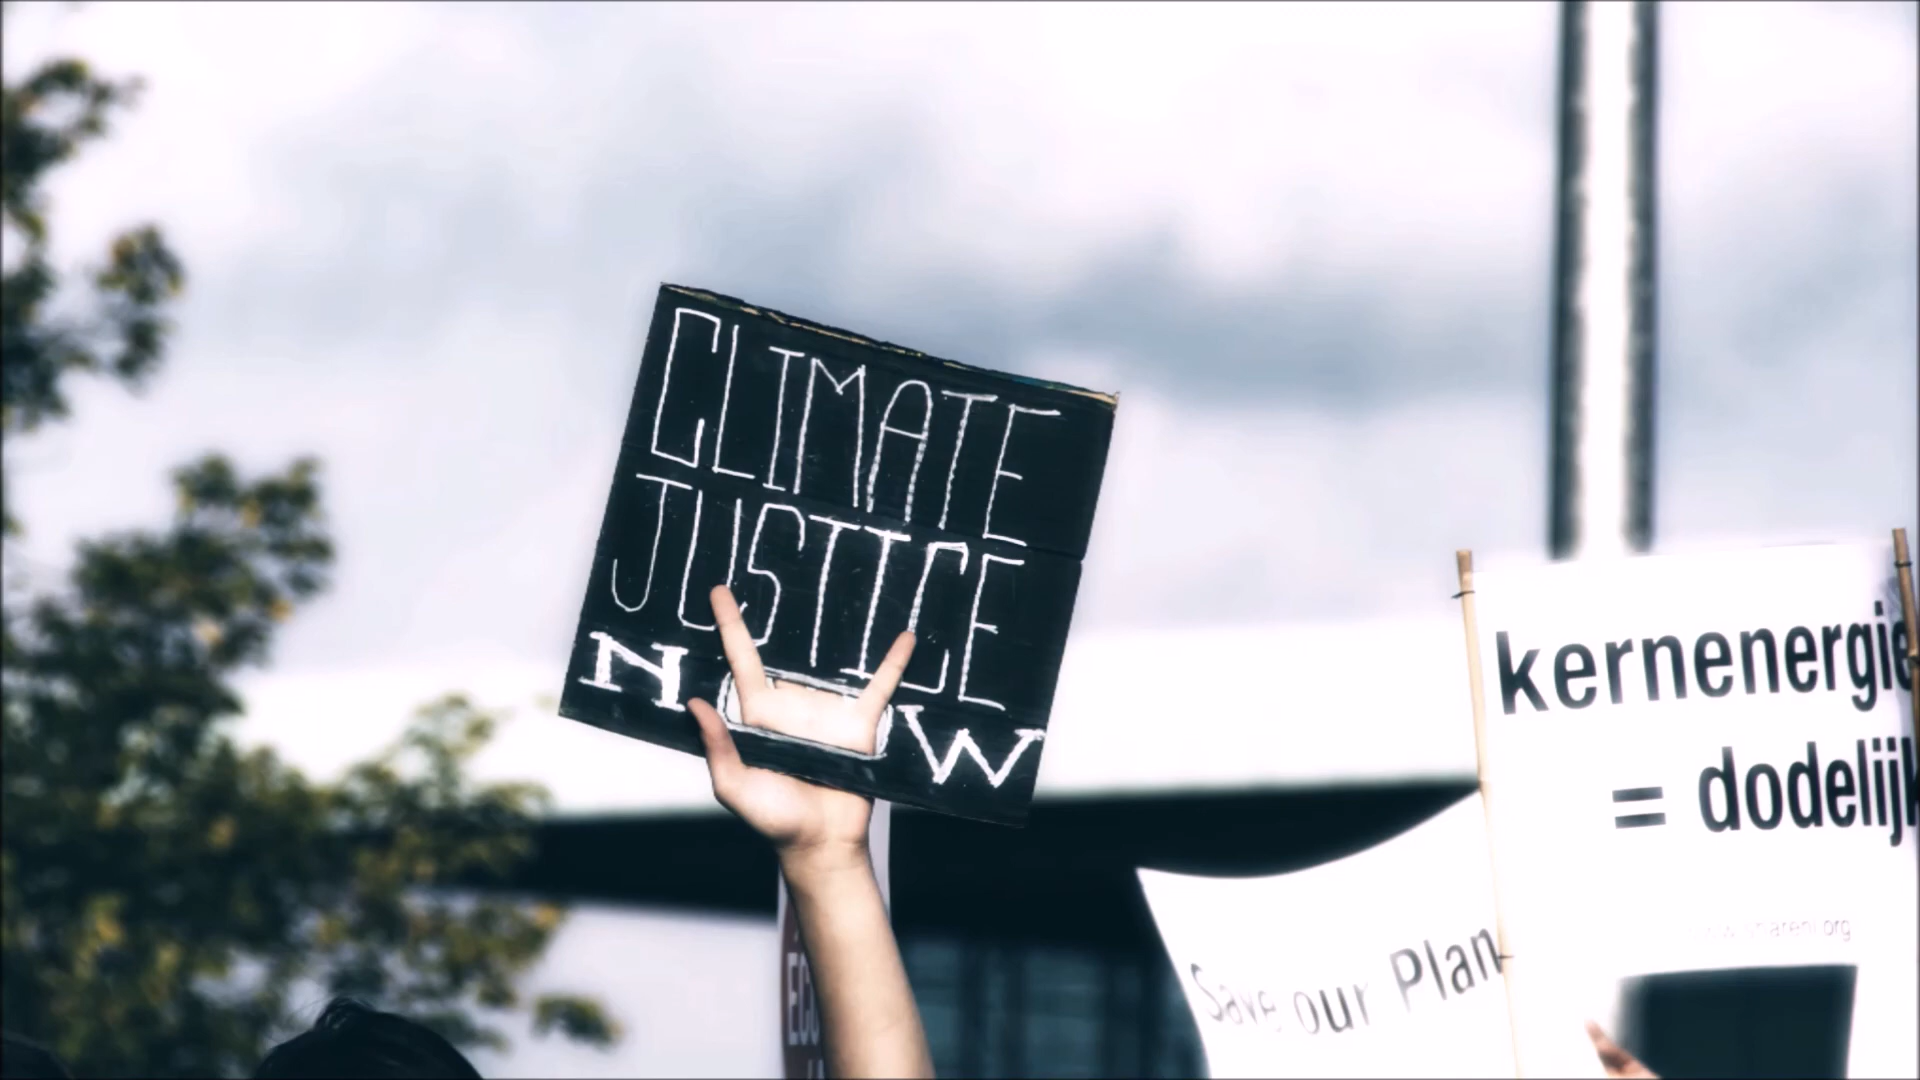 CLIMATE
JUSTICE
NOW
kernenergie
= dodelijk
Save our Plan